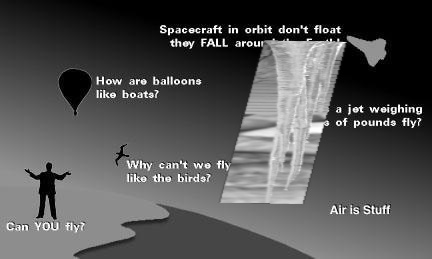 Spacecraft in orbit don't float
they FALL around
How are balloons
like boats?
a jet weighing
of pounds fly?
Why can't we fly
like the birds?
Air is Stuff
Can YOU fly?